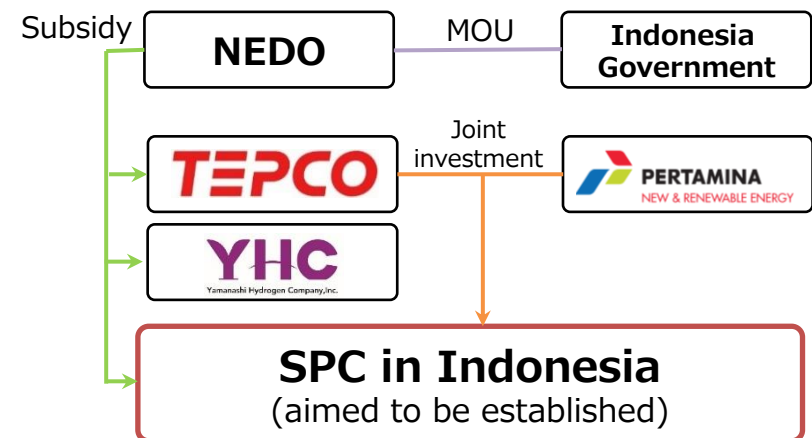 Subsidy
NEDO
MOU
Indonesia
Government
TEPCO
Joint
investment
PERTAMINA
NEW & RENEWABLE ENERGY
YHC
Yamanashi Hydrogen Company,Inc.
SPC in Indonesia
(aimed to be established)